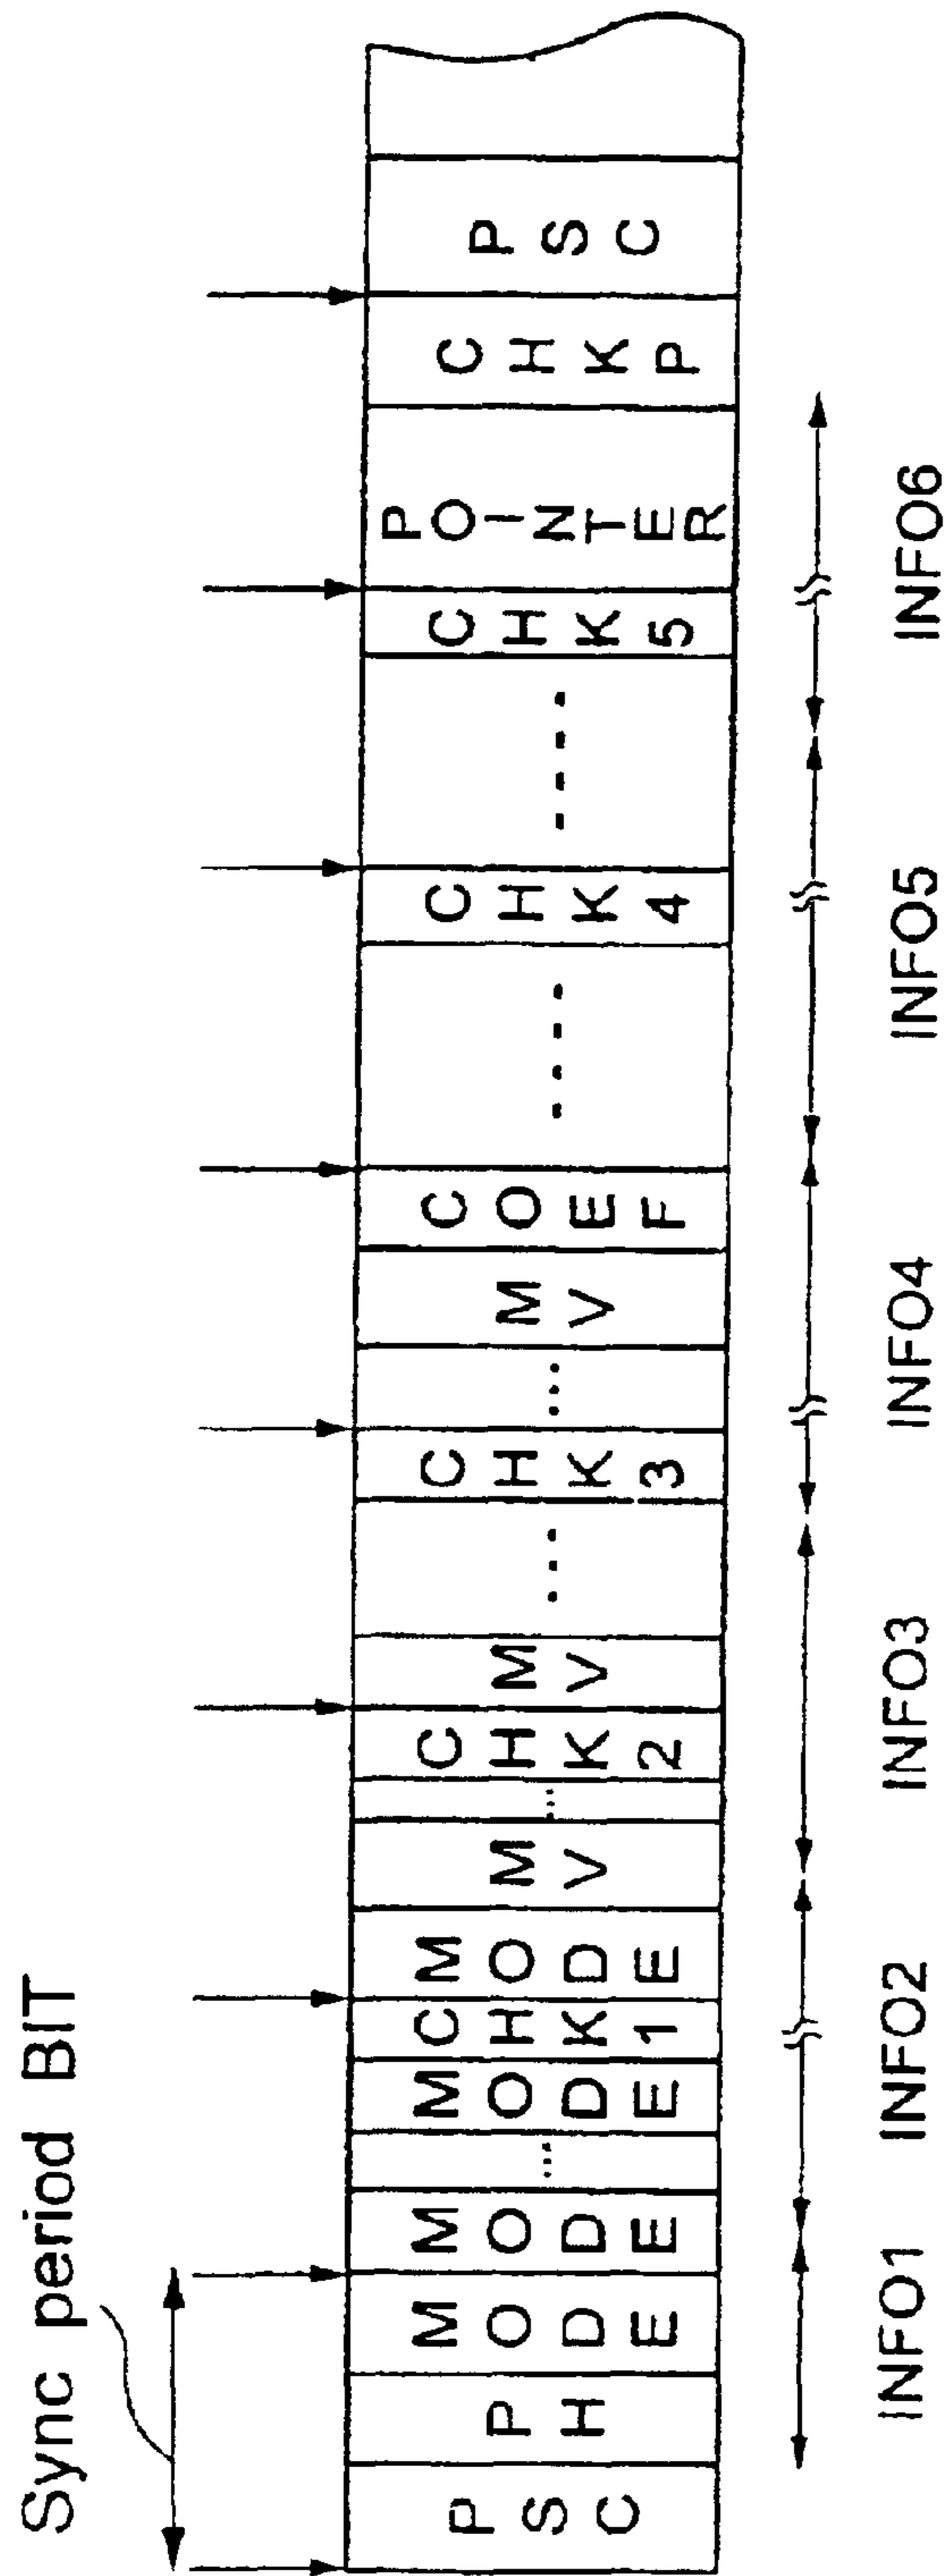 Sync period BIT
PSC
PH
MODE
MODE
...
MODE
CHK1
MODE
MV
...
CHK2
MV
...
CHK3
...
MV
COEF
----
CHK4
----
CHK5
POINTER
CHKP
PSC
INFO1
INFO2
INFO3
INFO4
INFO5
INFO6